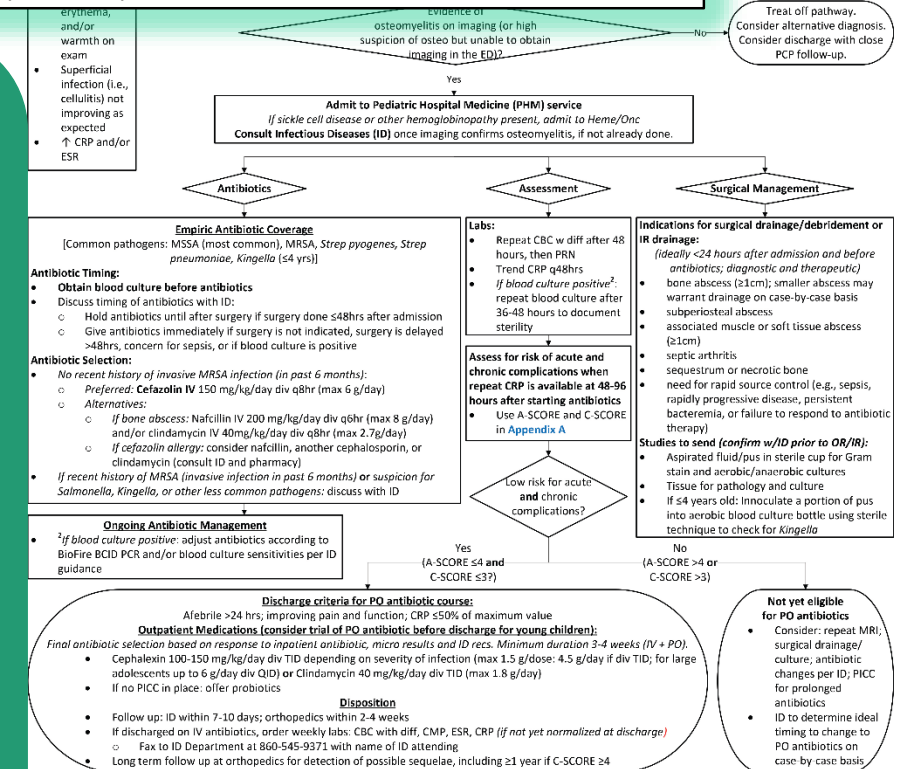 erythema,
and/or
warmth on
exam
• Superficial
infection (i.e.,
cellulitis) not
improving as
expected
• ↑ CRP and/or
ESR
Evidence of
osteomyelitis on imaging (or high
suspicion of osteo but unable to obtain
imaging in the ED)?
No
Treat off pathway.
Consider alternative diagnosis.
Consider discharge with close
PCP follow-up.
Yes
Admit to Pediatric Hospital Medicine (PHM) service
If sickle cell disease or other hemoglobinopathy present, admit to Heme/Onc
Consult Infectious Diseases (ID) once imaging confirms osteomyelitis, if not already done.
Antibiotics
Assessment
Surgical Management
Empiric Antibiotic Coverage
[Common pathogens: MSSA (most common), MRSA, Strep pyogenes, Strep
pneumoniae, Kingella (≤4 yrs)]
Antibiotic Timing:
• Obtain blood culture before antibiotics
• Discuss timing of antibiotics with ID:
○ Hold antibiotics until after surgery if surgery done ≤48hrs after admission
○ Give antibiotics immediately if surgery is not indicated, surgery is delayed
>48hrs, concern for sepsis, or if blood culture is positive
Antibiotic Selection:
• No recent history of invasive MRSA infection (in past 6 months):
○ Preferred: Cefazolin IV 150 mg/kg/day div q8hr (max 6 g/day)
○ Alternatives:
▪ If bone abscess: Nafcillin IV 200 mg/kg/day div q6hr (max 8 g/day)
and/or clindamycin IV 40mg/kg/day div q8hr (max 2.7g/day)
▪ If cefazolin allergy: consider nafcillin, another cephalosporin, or
clindamycin (consult ID and pharmacy)
• If recent history of MRSA (invasive infection in past 6 months) or suspicion for
Salmonella, Kingella, or other less common pathogens: discuss with ID
Ongoing Antibiotic Management
• ²If blood culture positive: adjust antibiotics according to
BioFire BCID PCR and/or blood culture sensitivities per ID
guidance
Labs:
• Repeat CBC w diff after 48
hours, then PRN
• Trend CRP q48hrs
• If blood culture positive²:
repeat blood culture after
36-48 hours to document
sterility
Assess for risk of acute and
chronic complications when
repeat CRP is available at 48-96
hours after starting antibiotics
• Use A-SCORE and C-SCORE
in Appendix A
Low risk for acute
and chronic
complications?
Indications for surgical drainage/debridement or
IR drainage:
(ideally <24 hours after admission and before
antibiotics; diagnostic and therapeutic)
• bone abscess (≥1cm); smaller abscess may
warrant drainage on case-by-case basis
• subperiosteal abscess
• associated muscle or soft tissue abscess
(≥1cm)
• septic arthritis
• sequestrum or necrotic bone
• need for rapid source control (e.g., sepsis,
rapidly progressive disease, persistent
bacteremia, or failure to respond to antibiotic
therapy)
Studies to send (confirm w/ID prior to OR/IR):
• Aspirated fluid/pus in sterile cup for Gram
stain and aerobic/anaerobic cultures
• Tissue for pathology and culture
• If ≤4 years old: Innoculate a portion of pus
into aerobic blood culture bottle using sterile
technique to check for Kingella
Yes
(A-SCORE ≤4 and
C-SCORE ≤3?)
No
(A-SCORE >4 or
C-SCORE >3)
Discharge criteria for PO antibiotic course:
Afebrile >24 hrs; improving pain and function; CRP ≤50% of maximum value
Outpatient Medications (consider trial of PO antibiotic before discharge for young children):
Final antibiotic selection based on response to inpatient antibiotic, micro results and ID recs. Minimum duration 3-4 weeks (IV + PO).
• Cephalexin 100-150 mg/kg/day div TID depending on severity of infection (max 1.5 g/dose: 4.5 g/day if div TID; for large
adolescents up to 6 g/day div QID) or Clindamycin 40 mg/kg/day div TID (max 1.8 g/day)
• If no PICC in place: offer probiotics
Disposition
• Follow up: ID within 7-10 days; orthopedics within 2-4 weeks
• If discharged on IV antibiotics, order weekly labs: CBC with diff, CMP, ESR, CRP (if not yet normalized at discharge)
○ Fax to ID Department at 860-545-9371 with name of ID attending
• Long term follow up at orthopedics for detection of possible sequelae, including ≥1 year if C-SCORE ≥4
Not yet eligible
for PO antibiotics
• Consider: repeat MRI;
surgical drainage/
culture; antibiotic
changes per ID; PICC
for prolonged
antibiotics
• ID to determine ideal
timing to change to
PO antibiotics on
case-by-case basis